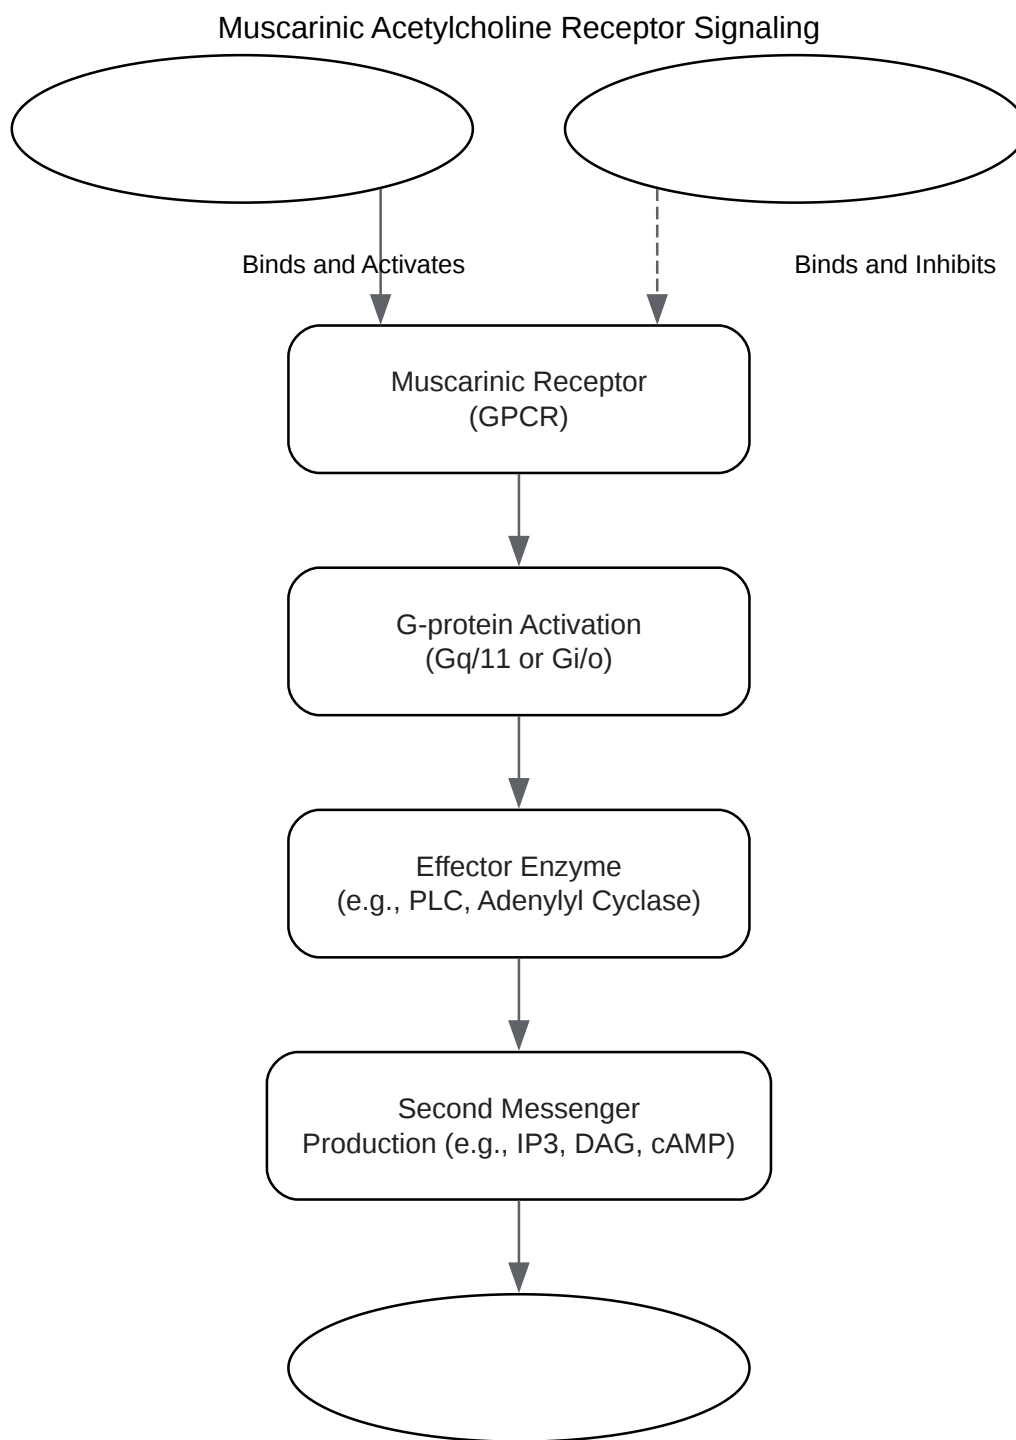 Muscarinic Acetylcholine Receptor Signaling
Binds and Activates
Binds and Inhibits
Muscarinic Receptor
(GPCR)
G-protein Activation
(Gq/11 or Gi/o)
Effector Enzyme
(e.g., PLC, Adenylyl Cyclase)
Second Messenger
Production (e.g., IP3, DAG, cAMP)